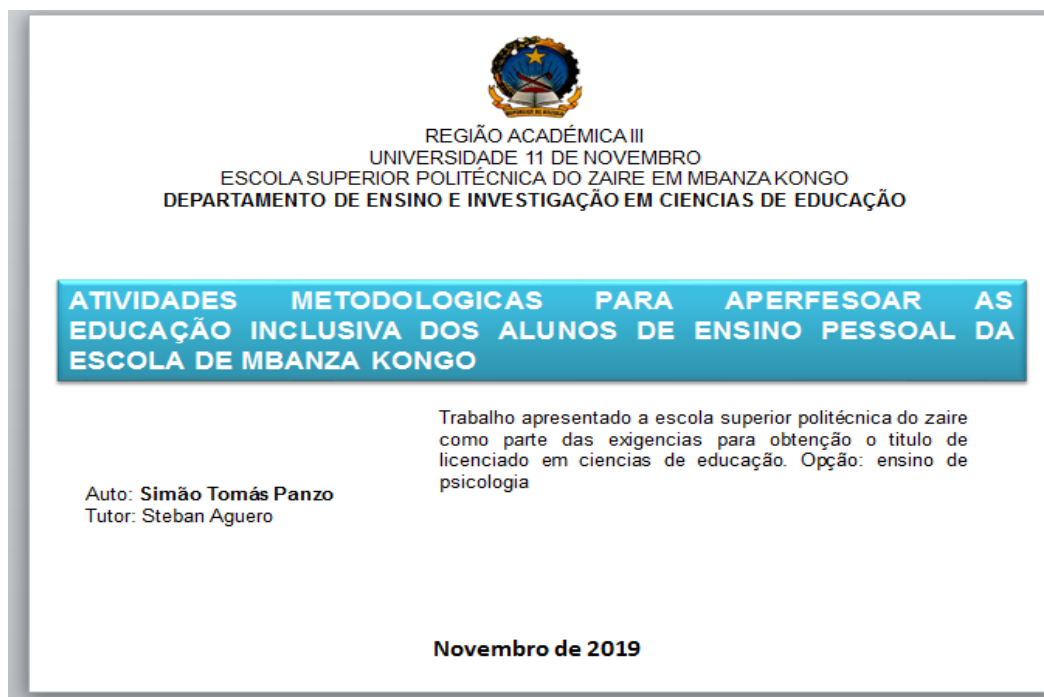 REPÚBLICA DE ANGOLA
REGIÃO ACADÉMICA III
UNIVERSIDADE 11 DE NOVEMBRO
ESCOLA SUPERIOR POLITÉCNICA DO ZAIRE EM MBANZA KONGO
DEPARTAMENTO DE ENSINO E INVESTIGAÇÃO EM CIENCIAS DE EDUCAÇÃO
ATIVIDADES METODOLOGICAS PARA APERFESOAR AS
EDUCAÇÃO INCLUSIVA DOS ALUNOS DE ENSINO PESSOAL DA
ESCOLA DE MBANZA KONGO
Trabalho apresentado a escola superior politécnica do zaire
como parte das exigencias para obtenção o titulo de
licenciado em ciencias de educação. Opção: ensino de
psicologia
Auto: Simão Tomás Panzo
Tutor: Steban Aguero
Novembro de 2019